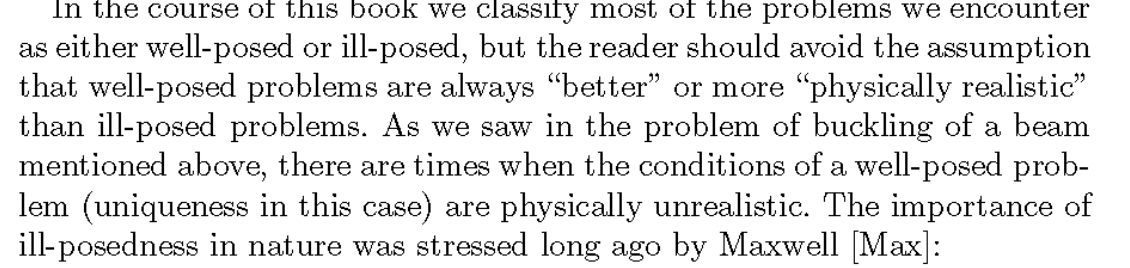 In the course of this book we classify most of the problems we encounter
as either well-posed or ill-posed, but the reader should avoid the assumption
that well-posed problems are always “better” or more “physically realistic”
than ill-posed problems. As we saw in the problem of buckling of a beam
mentioned above, there are times when the conditions of a well-posed prob-
lem (uniqueness in this case) are physically unrealistic. The importance of
ill-posedness in nature was stressed long ago by Maxwell [Max]: